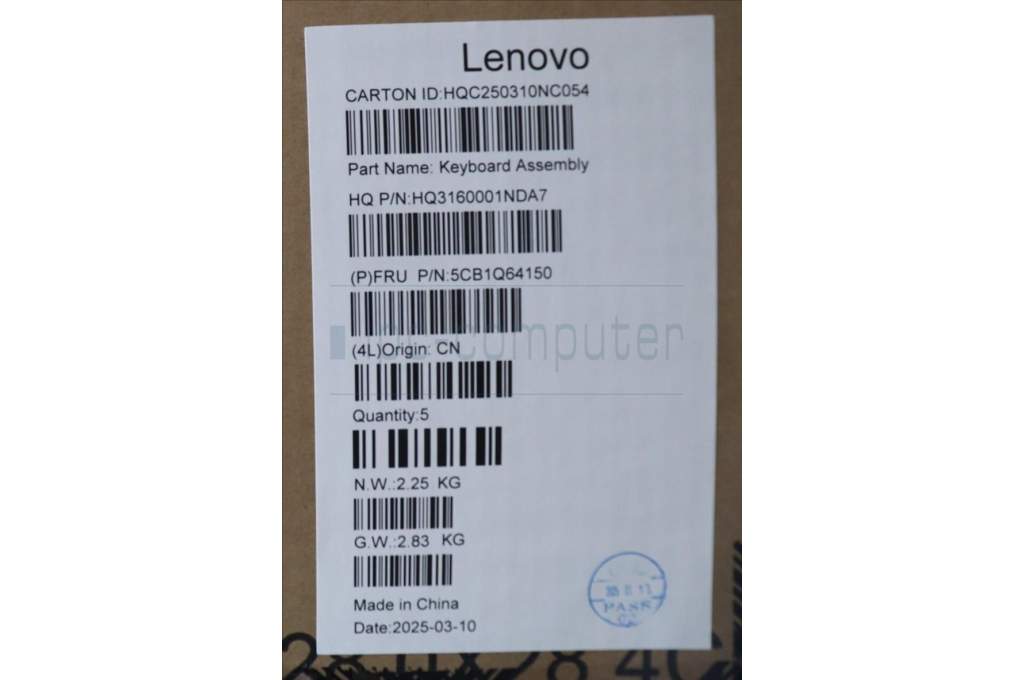 Lenovo
CARTON ID:HQC250310NC054
Part Name: Keyboard Assembly
HQ P/N:HQ3160001NDA7
(P)FRU P/N:5CB1Q64150
computer
(4L)Origin: CN
Quantity:5
N.W.:2.25 KG
G.W.:2.83 KG
PASS
Made in China
Date:2025-03-10